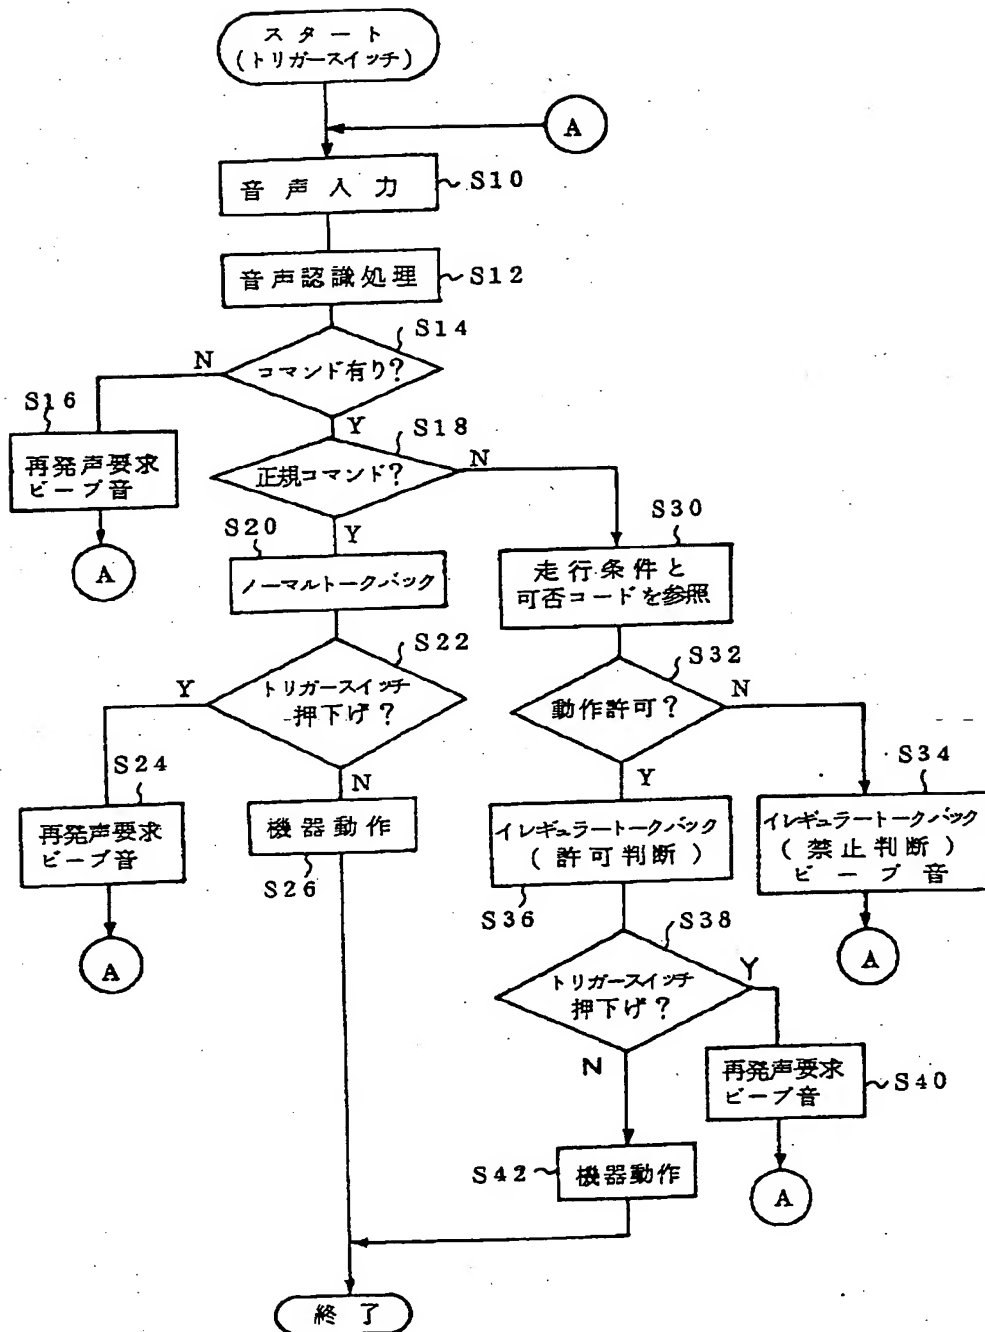 スタート
(トリガースイッチ)
A
音声入力
S10
音声認識処理
S12
S14
コマンド有り?
N
Y
S16
再発声要求
ビープ音
A
S18
正規コマンド?
N
Y
S20
ノーマルトークバック
S30
走行条件と
可否コードを参照
S22
トリガースイッチ
押下げ?
Y
N
S32
動作許可?
N
Y
S24
再発声要求
ビープ音
A
機器動作
S26
イレギュラートークバック
(許可判断)
S36
S34
イレギュラートークバック
(禁止判断)
ビープ音
A
S38
トリガースイッチ
押下げ?
Y
N
再発声要求
ビープ音
S40
A
S42
機器動作
終了